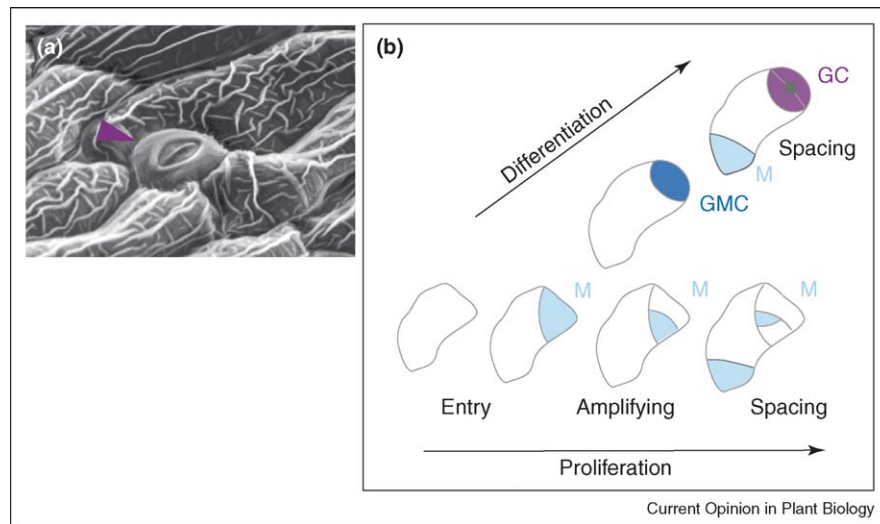 (a)
(b)
GC
Differentiation
Spacing
M
GMC
M M M
Entry Amplifying Spacing
Proliferation
Current Opinion in Plant Biology